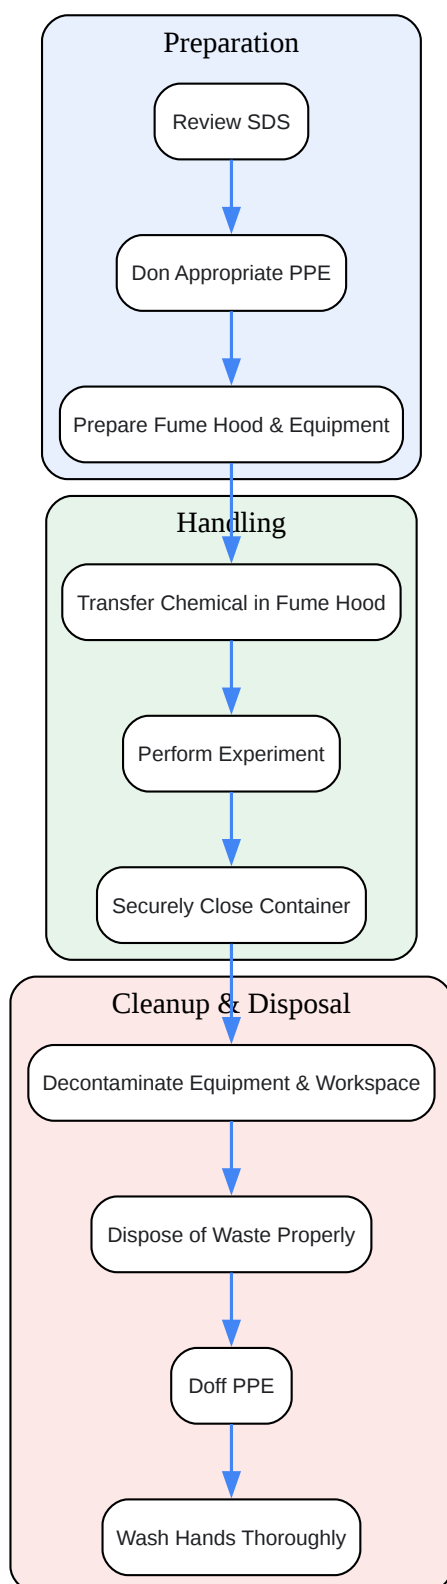 Preparation
Review SDS
Don Appropriate PPE
Prepare Fume Hood & Equipment
Handling
Transfer Chemical in Fume Hood
Perform Experiment
Securely Close Container
Cleanup & Disposal
Decontaminate Equipment & Workspace
Dispose of Waste Properly
Doff PPE
Wash Hands Thoroughly